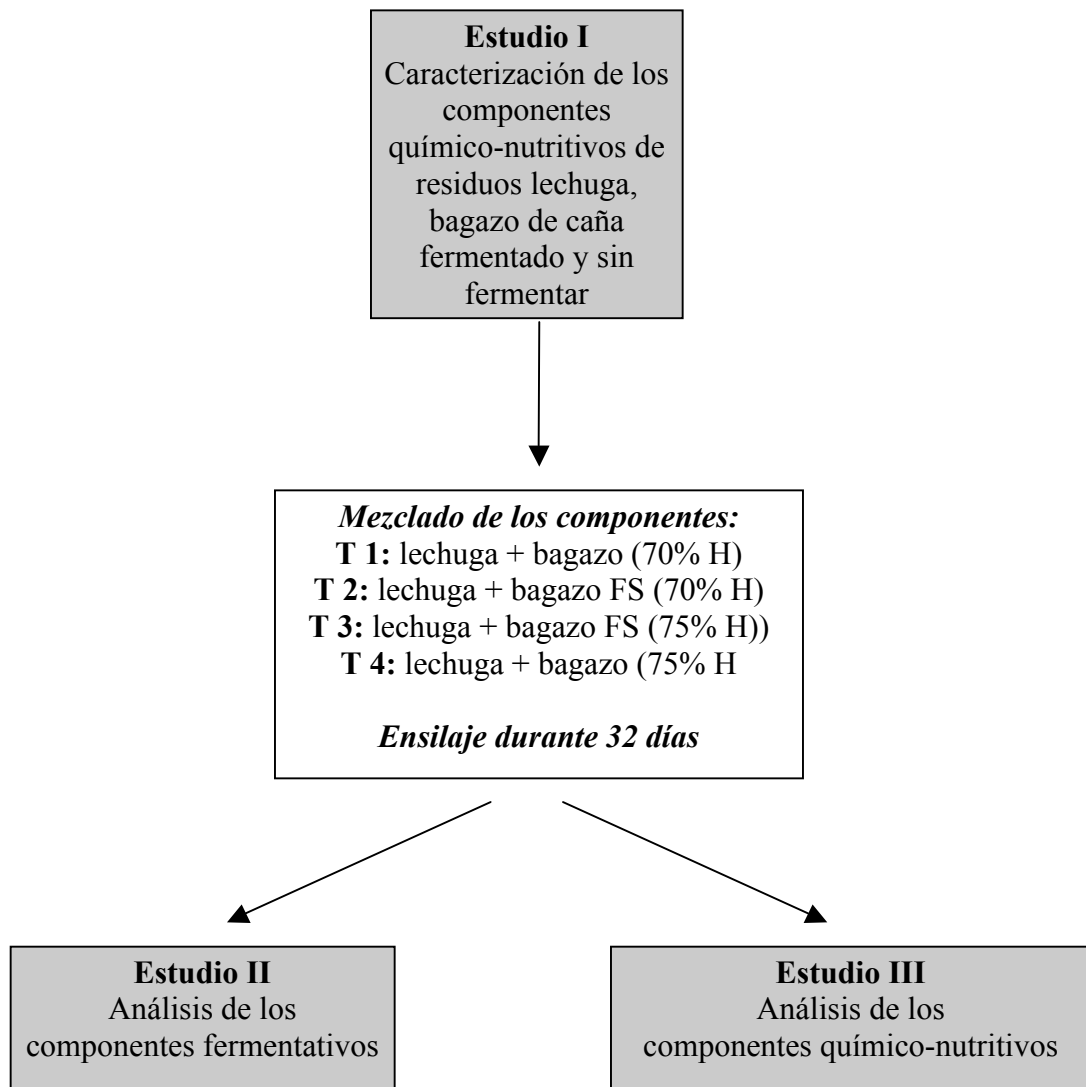 Estudio I
Caracterización de los
componentes
químico-nutritivos de
residuos lechuga,
bagazo de caña
fermentado y sin
fermentar
Mezclado de los componentes:
T 1: lechuga + bagazo (70% H)
T 2: lechuga + bagazo FS (70% H)
T 3: lechuga + bagazo FS (75% H))
T 4: lechuga + bagazo (75% H
Ensilaje durante 32 días
Estudio II
Análisis de los
componentes fermentativos
Estudio III
Análisis de los
componentes químico-nutritivos